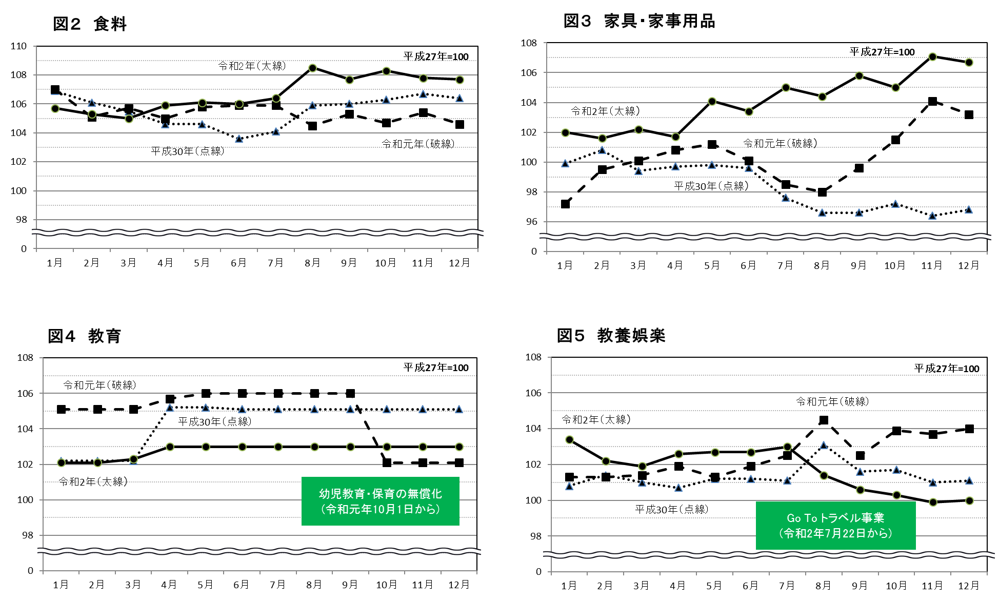 図2 食料
平成27年=100
令和2年(太線)
令和元年(破線)
平成30年(点線)
110
108
106
104
102
100
98
0
1月 2月 3月 4月 5月 6月 7月 8月 9月 10月 11月 12月
図3 家具・家事用品
平成27年=100
令和2年(太線)
令和元年(破線)
平成30年(点線)
108
106
104
102
100
98
96
0
1月 2月 3月 4月 5月 6月 7月 8月 9月 10月 11月 12月
図4 教育
平成27年=100
令和元年(破線)
平成30年(点線)
令和2年(太線)
幼児教育・保育の無償化
(令和元年10月1日から)
108
106
104
102
100
98
0
1月 2月 3月 4月 5月 6月 7月 8月 9月 10月 11月 12月
図5 教養娯楽
平成27年=100
令和元年(破線)
令和2年(太線)
平成30年(点線)
Go To トラベル事業
(令和2年7月22日から)
108
106
104
102
100
98
0
1月 2月 3月 4月 5月 6月 7月 8月 9月 10月 11月 12月